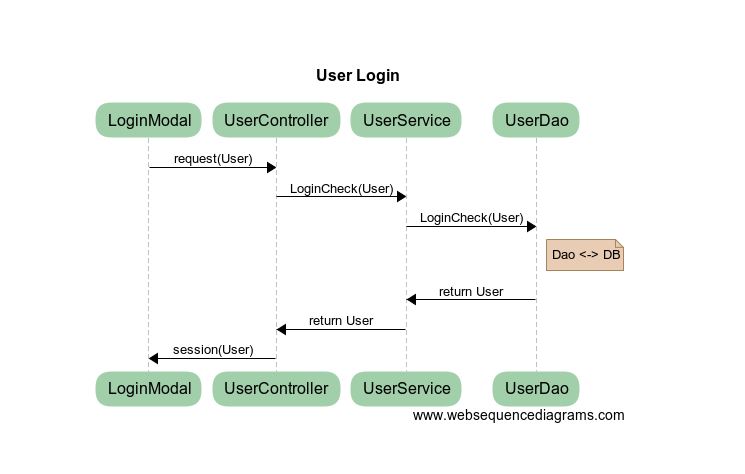 User Login
LoginModal
UserController
UserService
UserDao
request(User)
LoginCheck(User)
LoginCheck(User)
Dao <-> DB
return User
return User
session(User)
LoginModal
UserController
UserService
UserDao
www.websequencediagrams.com